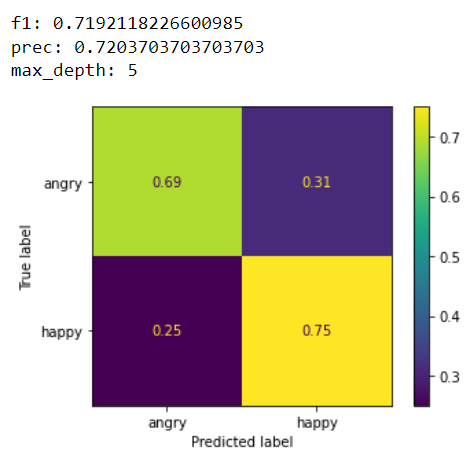 f1: 0.7192118226600985
prec: 0.7203703703703703
max_depth: 5
angry
0.69
0.31
True label
happy
0.25
0.75
angry
happy
Predicted label
0.7
0.6
0.5
0.4
0.3